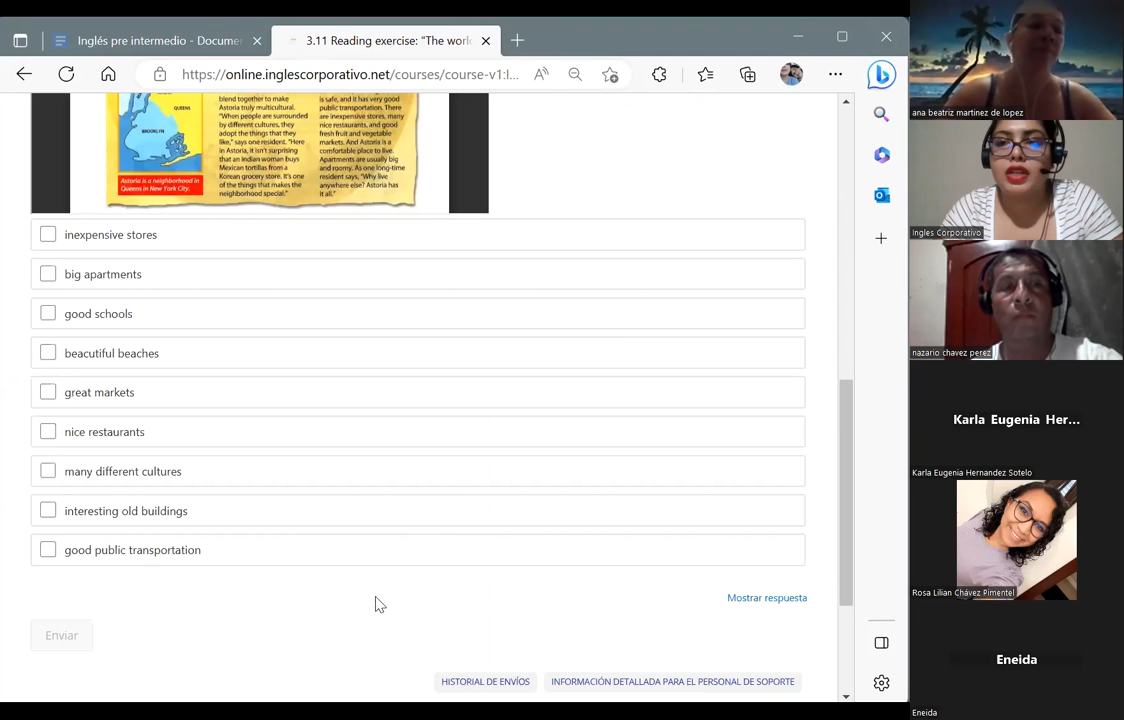 Inglés pre intermedio - Docume
3.11 Reading exercise: "The worl
https://online.inglescorporativo.net/courses/course-v1:I...
QUEENS
BROOKLYN
Astoria is a neighborhood in
Queens in New York City.
blend together to make
Astoria truly multicultural.
"When people are surrounded
by different cultures, they
adopt the things that they
like," says one resident. "Here
in Astoria, it isn't surprising
that an Indian woman buys
Mexican tortillas from a
Korean grocery store. It's one
of the things that makes the
neighborhood special."
is safe, and it has very good
public transportation. There
are inexpensive stores, many
nice restaurants, and good
fresh fruit and vegetable
markets. And Astoria is a
comfortable place to live.
Apartments are usually big
and roomy. As one long-time
resident says, "Why live
anywhere else? Astoria has
it all."
inexpensive stores
big apartments
good schools
beacutiful beaches
great markets
nice restaurants
many different cultures
interesting old buildings
good public transportation
Mostrar respuesta
Enviar
HISTORIAL DE ENVÍOS
INFORMACIÓN DETALLADA PARA EL PERSONAL DE SOPORTE
ana beatriz martinez de lopez
Ingles Corporativo
nazario chavez perez
Karla Eugenia Her...
Karla Eugenia Hernandez Sotelo
Rosa Lilian Chávez Pimentel
Eneida
Eneida